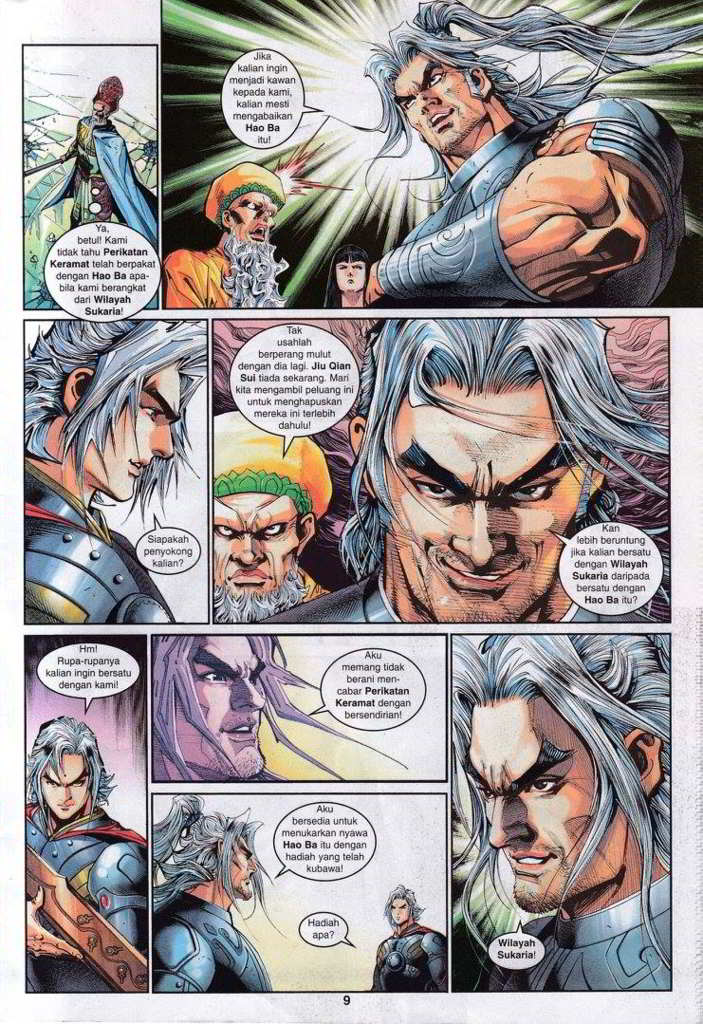 Jika
kalian ingin
menjadi kawan
kepada kami,
kalian mesti
mengabaikan
Hao Ba
itu!
Ya,
betul! Kami
tidak tahu Perikatan
Keramat telah berpakat
dengan Hao Ba apa-
bila kami berangkat
dari Wilayah
Sukaria!
Siapakah
penyokong
kalian?
Tak
usahlah
berperang mulut
dengan dia lagi. Jiu Qian
Sui tiada sekarang. Mari
kita mengambil peluang ini
untuk menghapuskan
mereka ini terlebih
dahulu!
Kan
lebih beruntung
jika kalian bersatu
dengan Wilayah
Sukaria daripada
bersatu dengan
Hao Ba itu?
Hm!
Rupa-rupanya
kalian ingin bersatu
dengan kami!
Aku
memang tidak
berani men-
cabar Perikatan
Keramat dengan
bersendirian!
Aku
bersedia untuk
menukarkan nyawa
Hao Ba itu dengan
hadiah yang telah
kubawa!
Hadiah
apa?
Wilayah
Sukaria!
9